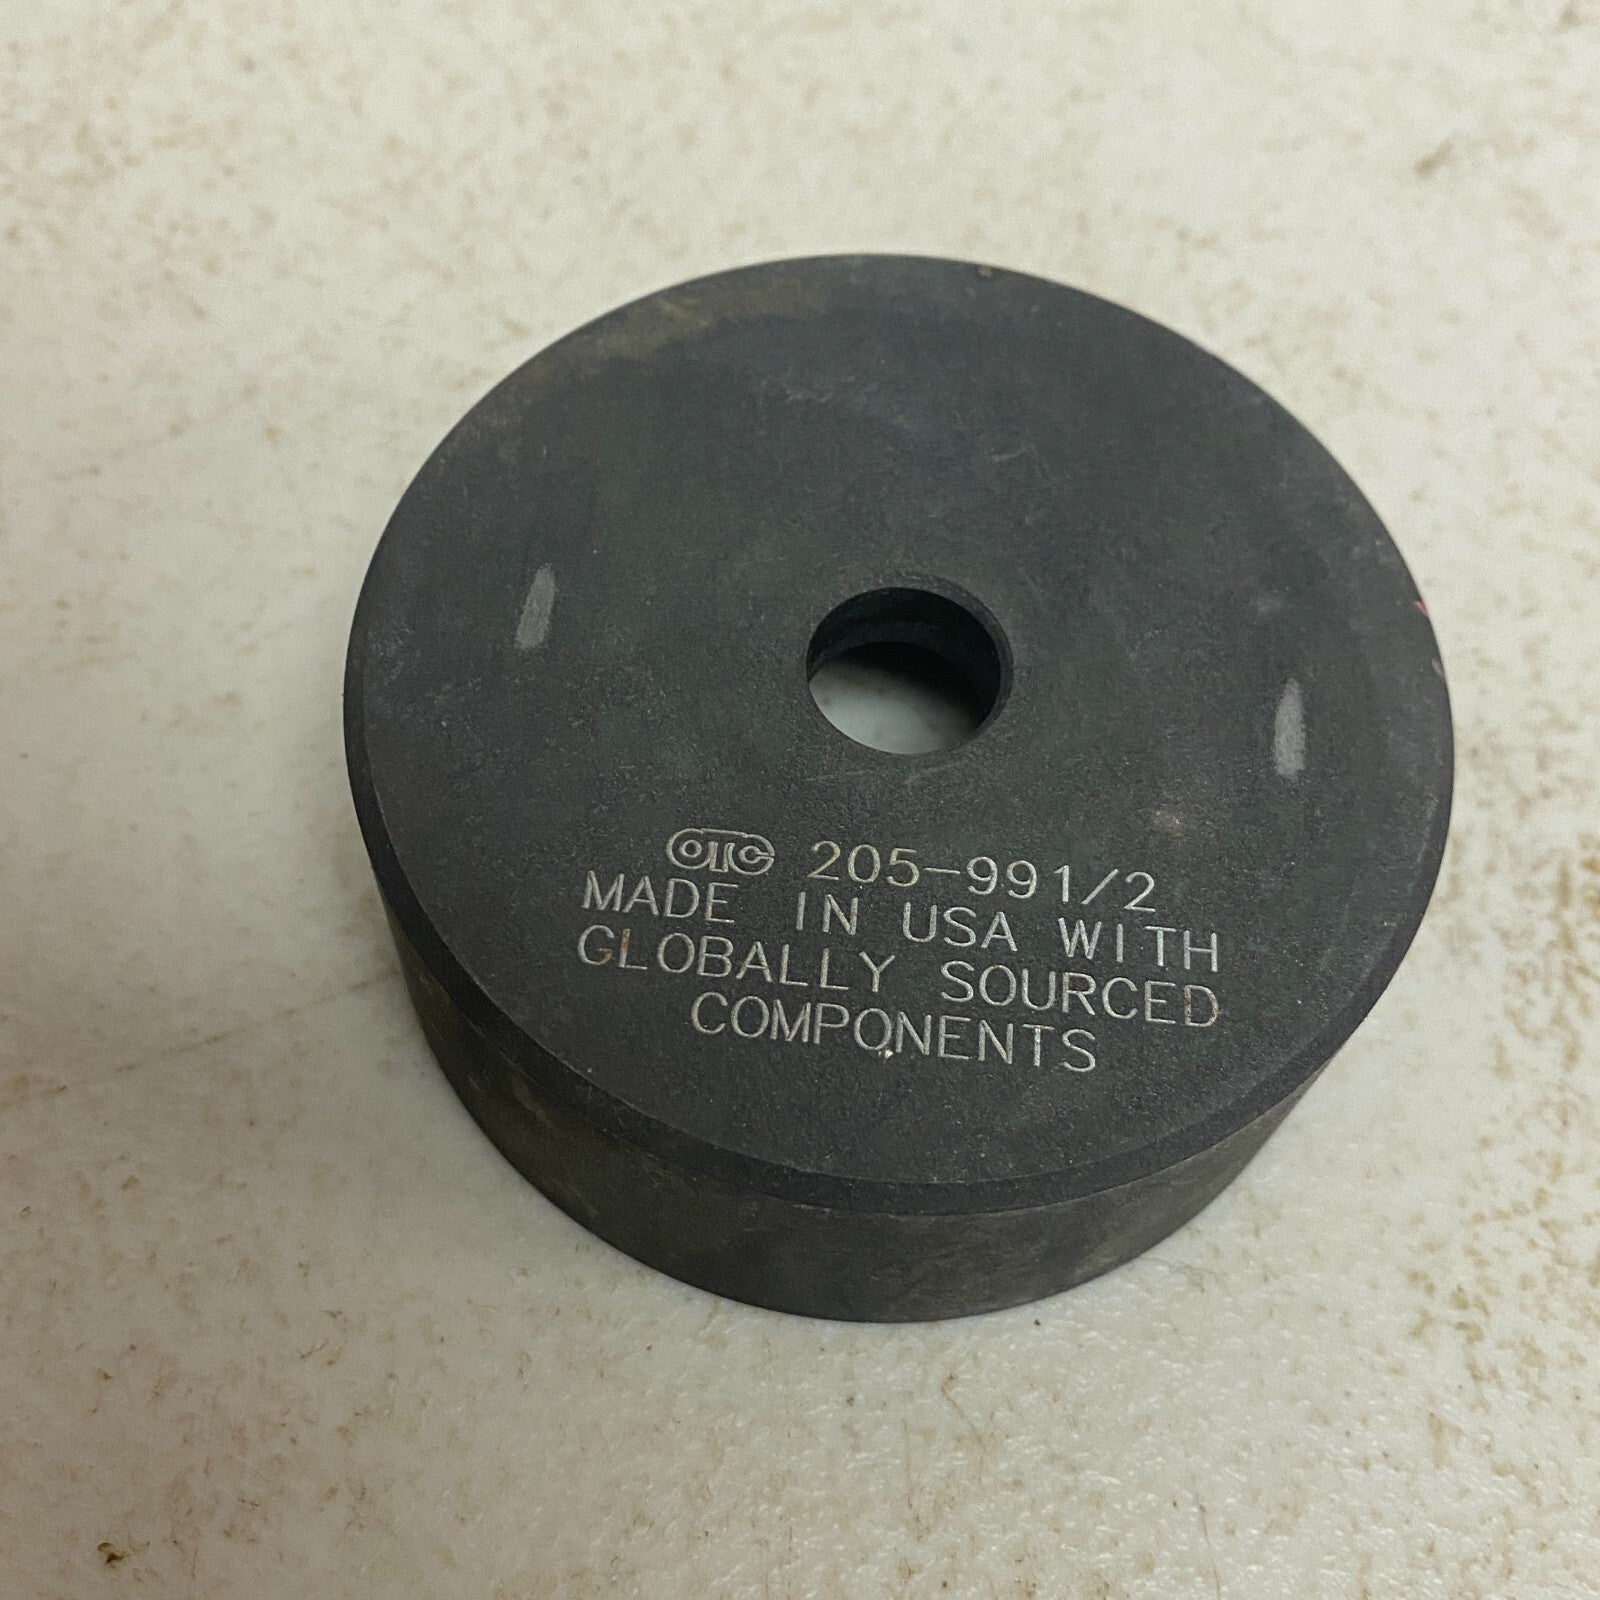 OTC 205-991/2
MADE IN USA WITH
GLOBALLY SOURCED
COMPONENTS